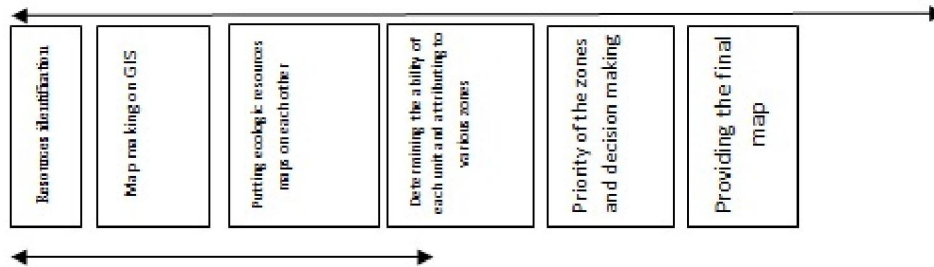 Resources identification
Map making on GIS
Putting ecologic resources
maps on each other
Determining the ability of
each unit and attributing to
various zones
Priority of the zones
and decision making
Providing the final
map